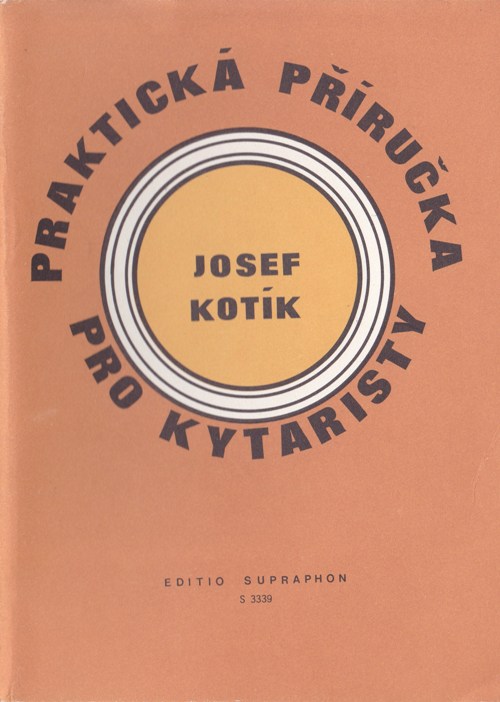 PRAKTICKÁ PŘÍRUČKA
PRO KYTARISTY
JOSEF
KOTÍK
EDITIO SUPRAPHON
S 3339